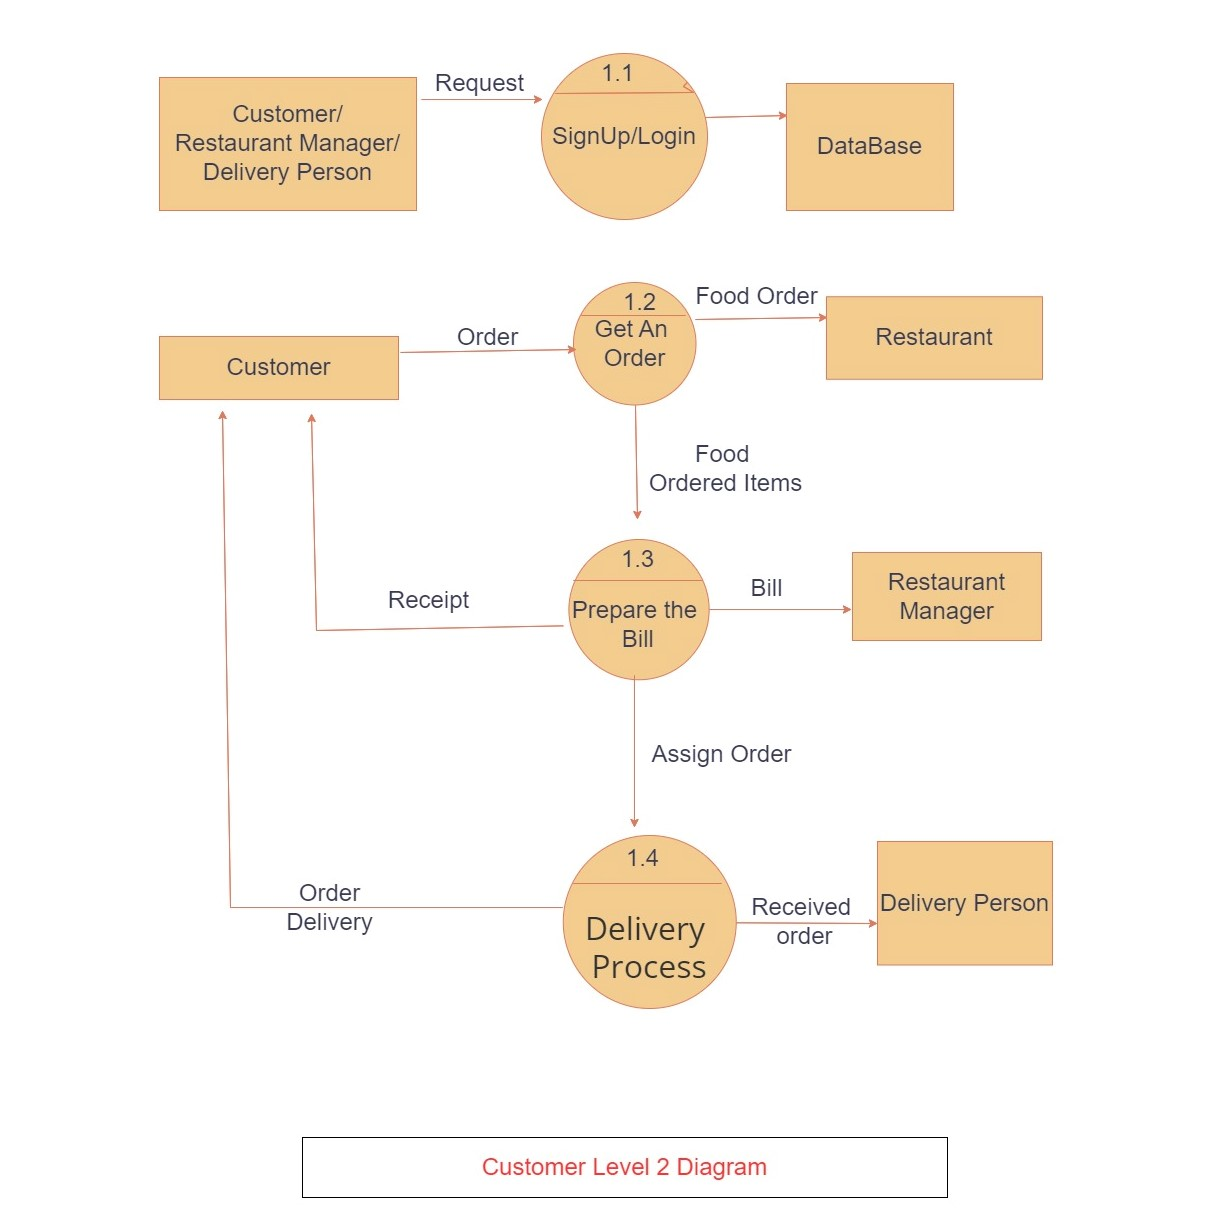 Request
1.1
Customer/
Restaurant Manager/
Delivery Person
SignUp/Login
DataBase
1.2
Food Order
Order
Get An
Order
Restaurant
Customer
Food
Ordered Items
1.3
Receipt
Prepare the
Bill
Bill
Restaurant
Manager
Assign Order
1.4
Order
Delivery
Delivery
Process
Received
order
Delivery Person
Customer Level 2 Diagram